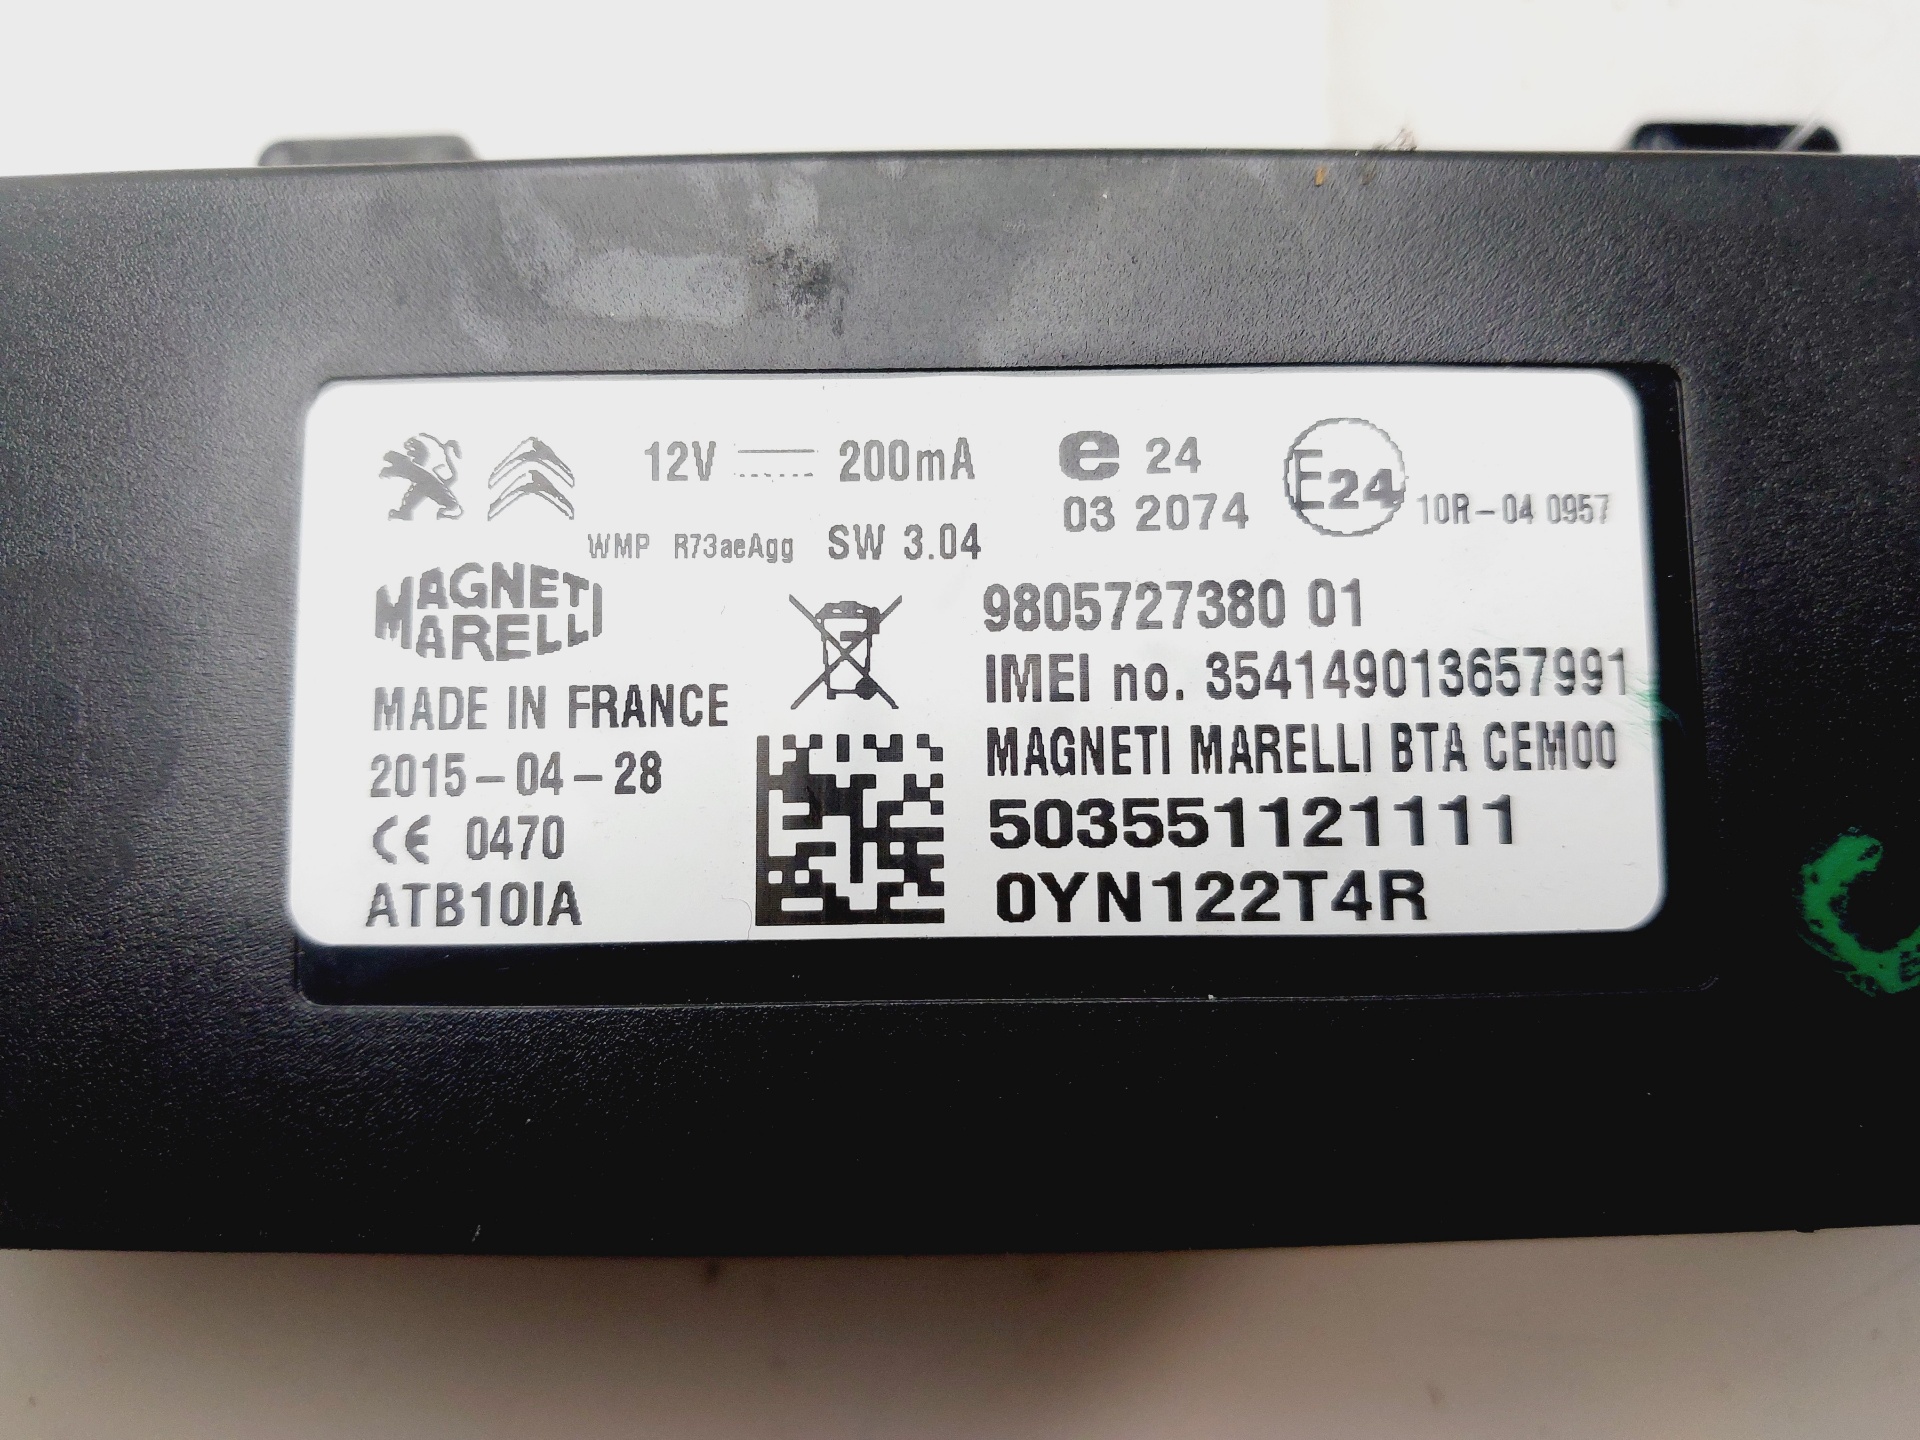 12V 200mA
e 24
03 2074
E24 10R-04 0957
WMP R73aeAgg SW 3.04
MAGNETI
MARELLI
MADE IN FRANCE
2015-04-28
CE 0470
ATB10IA
9805727380 01
IMEI no. 354149013657991
MAGNETI MARELLI BTA CEM00
503551121111
0YN122T4R